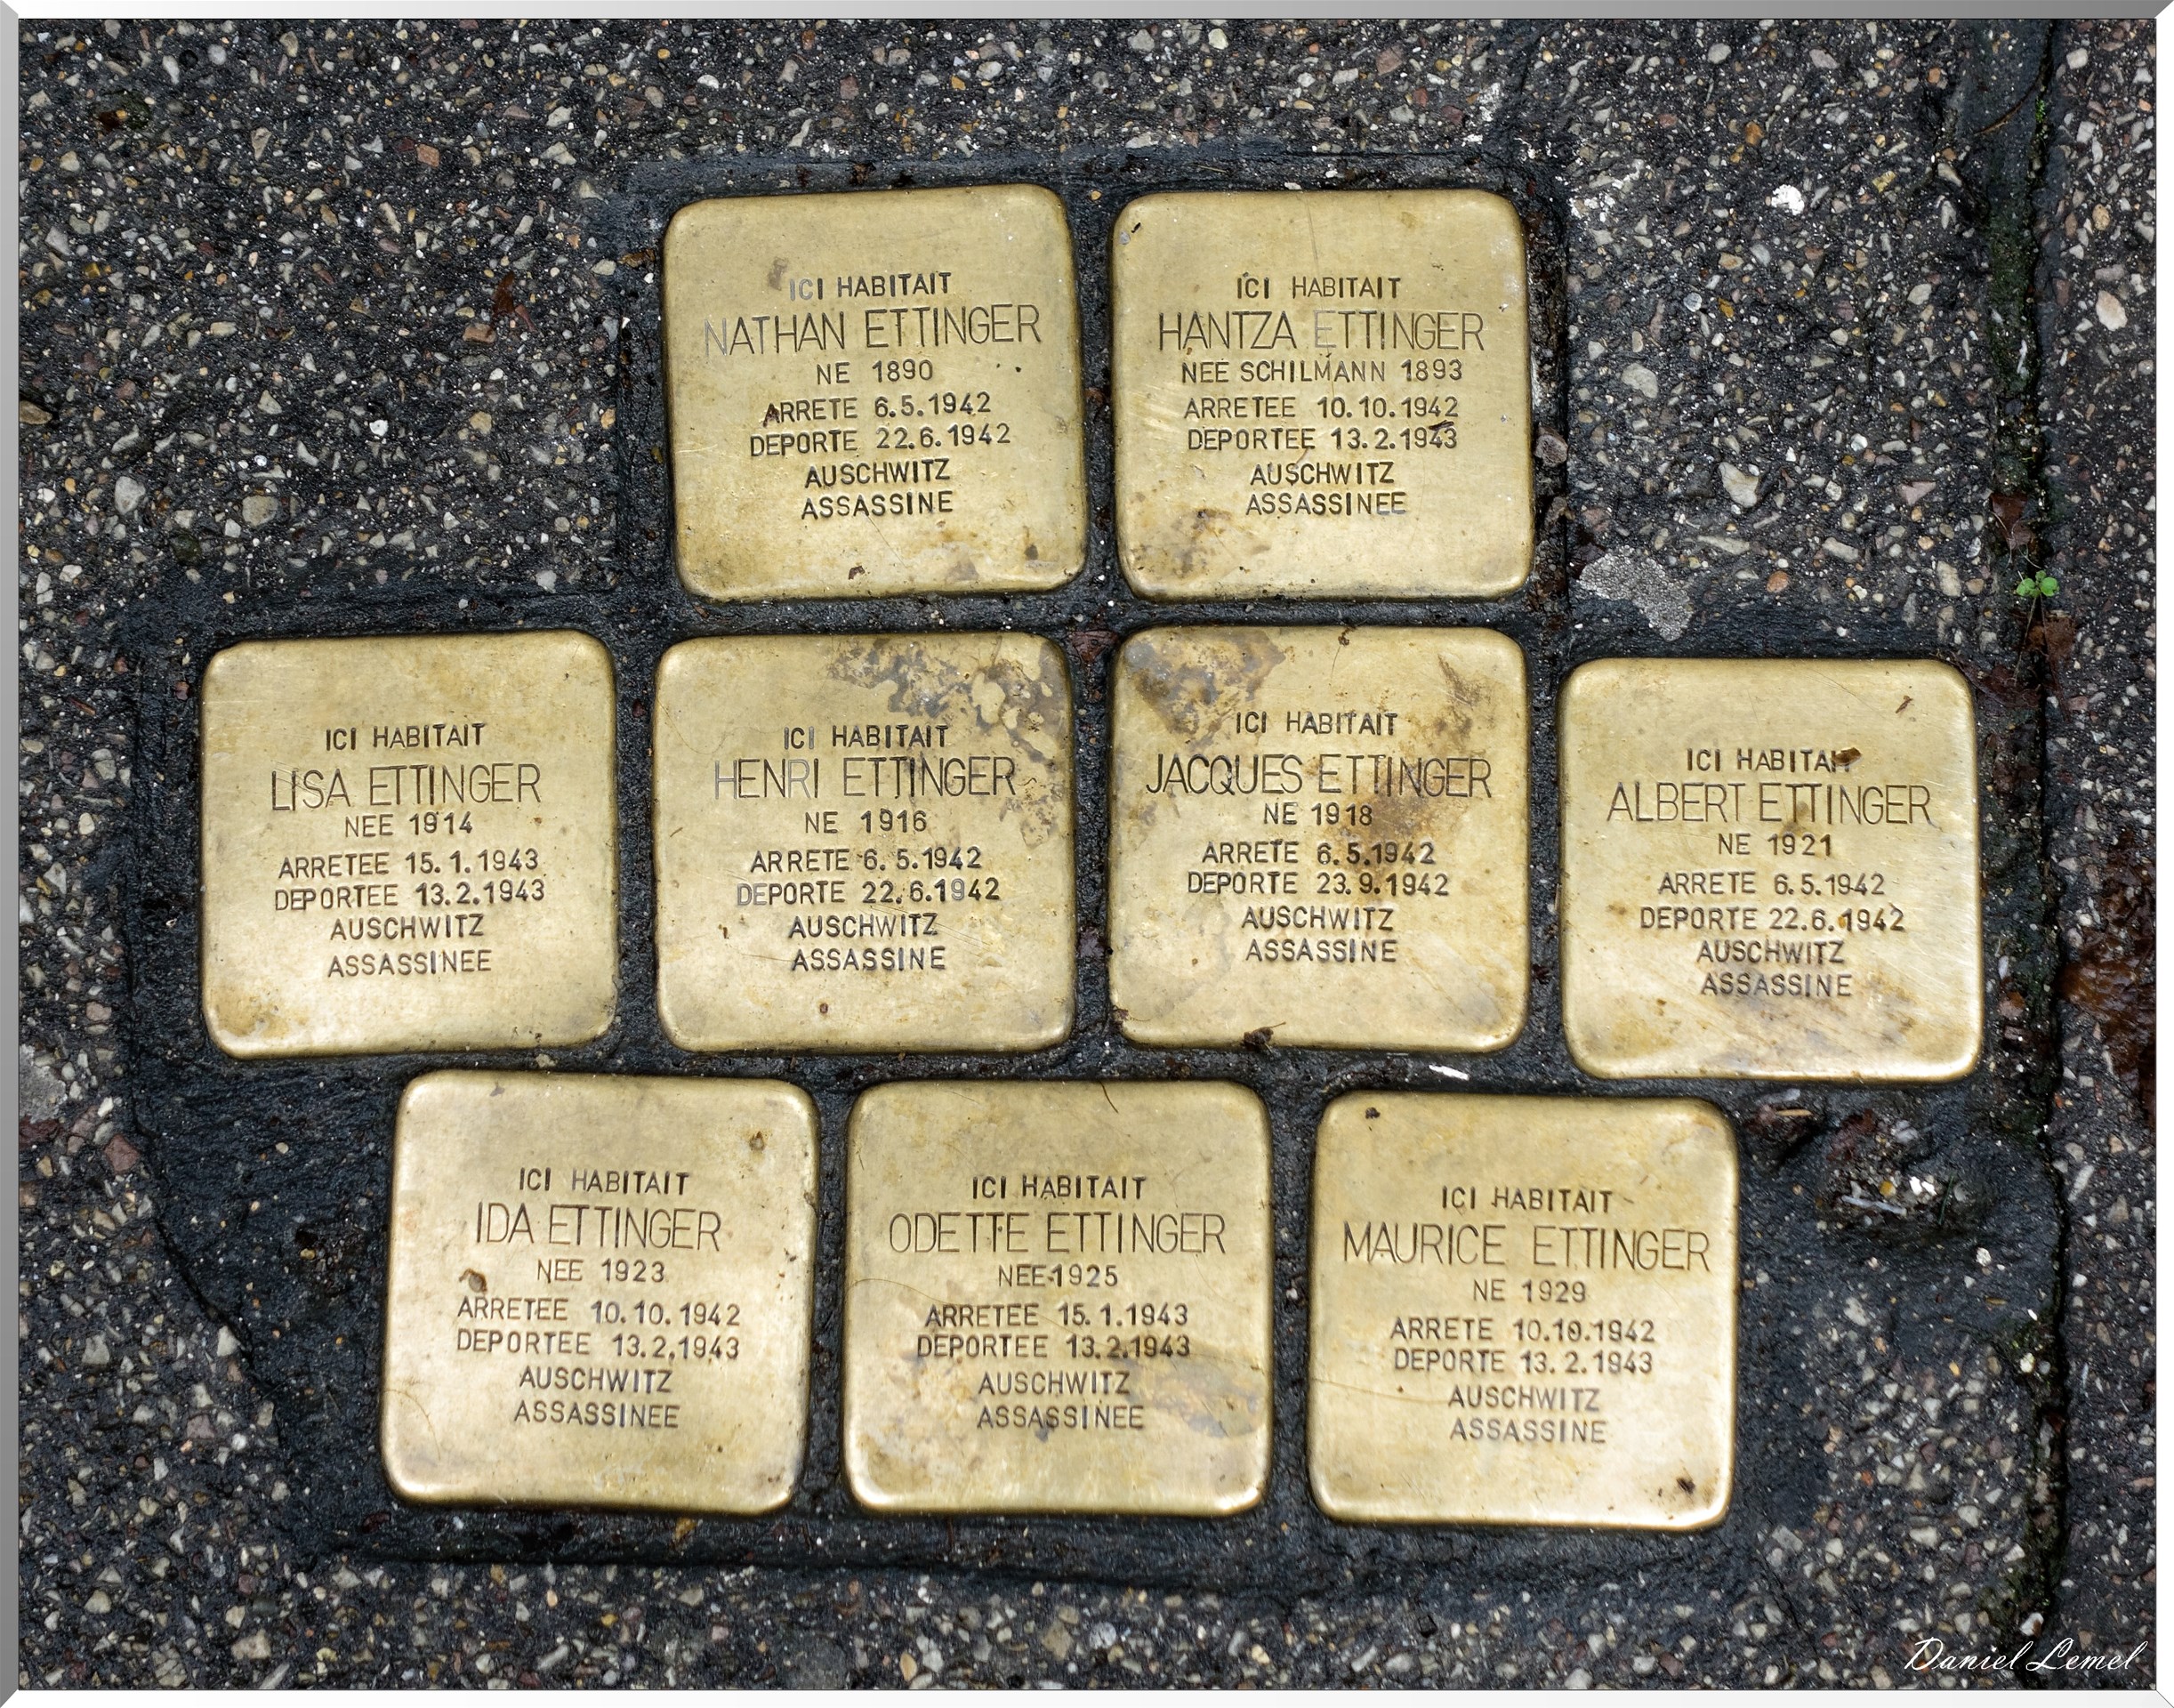 ICI HABITAIT
NATHAN ETTINGER
NE 1890
ARRETE 6.5.1942
DEPORTE 22.6.1942
AUSCHWITZ
ASSASSINE
ICI HABITAIT
HANTZA ETTINGER
NEE SCHILMANN 1893
ARRETEE 10.10.1942
DEPORTEE 13.2.1943
AUSCHWITZ
ASSASSINEE
ICI HABITAIT
LISA ETTINGER
NEE 1914
ARRETEE 15.1.1943
DEPORTEE 13.2.1943
AUSCHWITZ
ASSASSINEE
ICI HABITAIT
HENRI ETTINGER
NE 1916
ARRETE 6.5.1942
DEPORTE 22.6.1942
AUSCHWITZ
ASSASSINE
ICI HABITAIT
JACQUES ETTINGER
NE 1918
ARRETE 6.5.1942
DEPORTE 23.9.1942
AUSCHWITZ
ASSASSINE
ICI HABITAIT
ALBERT ETTINGER
NE 1921
ARRETE 6.5.1942
DEPORTE 22.6.1942
AUSCHWITZ
ASSASSINE
ICI HABITAIT
IDA ETTINGER
NEE 1923
ARRETEE 10.10.1942
DEPORTEE 13.2.1943
AUSCHWITZ
ASSASSINEE
ICI HABITAIT
ODETTE ETTINGER
NEE 1925
ARRETEE 15.1.1943
DEPORTEE 13.2.1943
AUSCHWITZ
ASSASSINEE
ICI HABITAIT
MAURICE ETTINGER
NE 1929
ARRETE 10.10.1942
DEPORTE 13.2.1943
AUSCHWITZ
ASSASSINE
Daniel Lemel